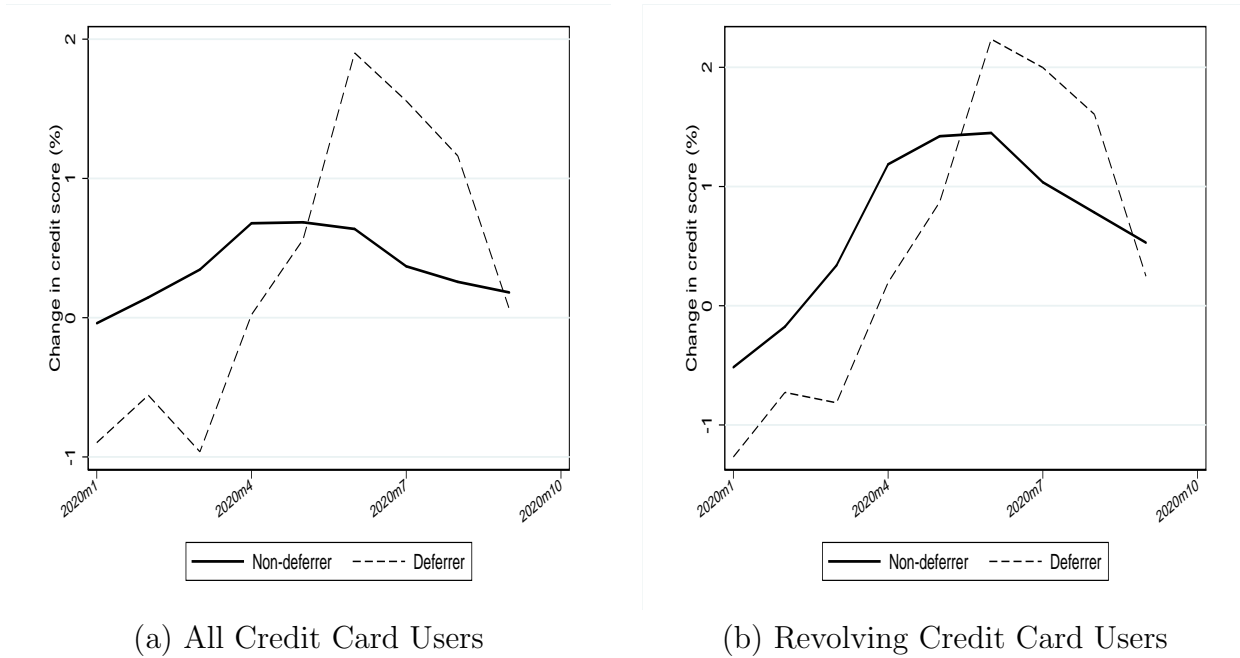 Change in credit score (%)
2
1
0
-1
2020m1
2020m4
2020m7
2020m10
Non-deferrer
Deferrer
(a) All Credit Card Users
Change in credit score (%)
2
1
0
-1
2020m1
2020m4
2020m7
2020m10
Non-deferrer
Deferrer
(b) Revolving Credit Card Users